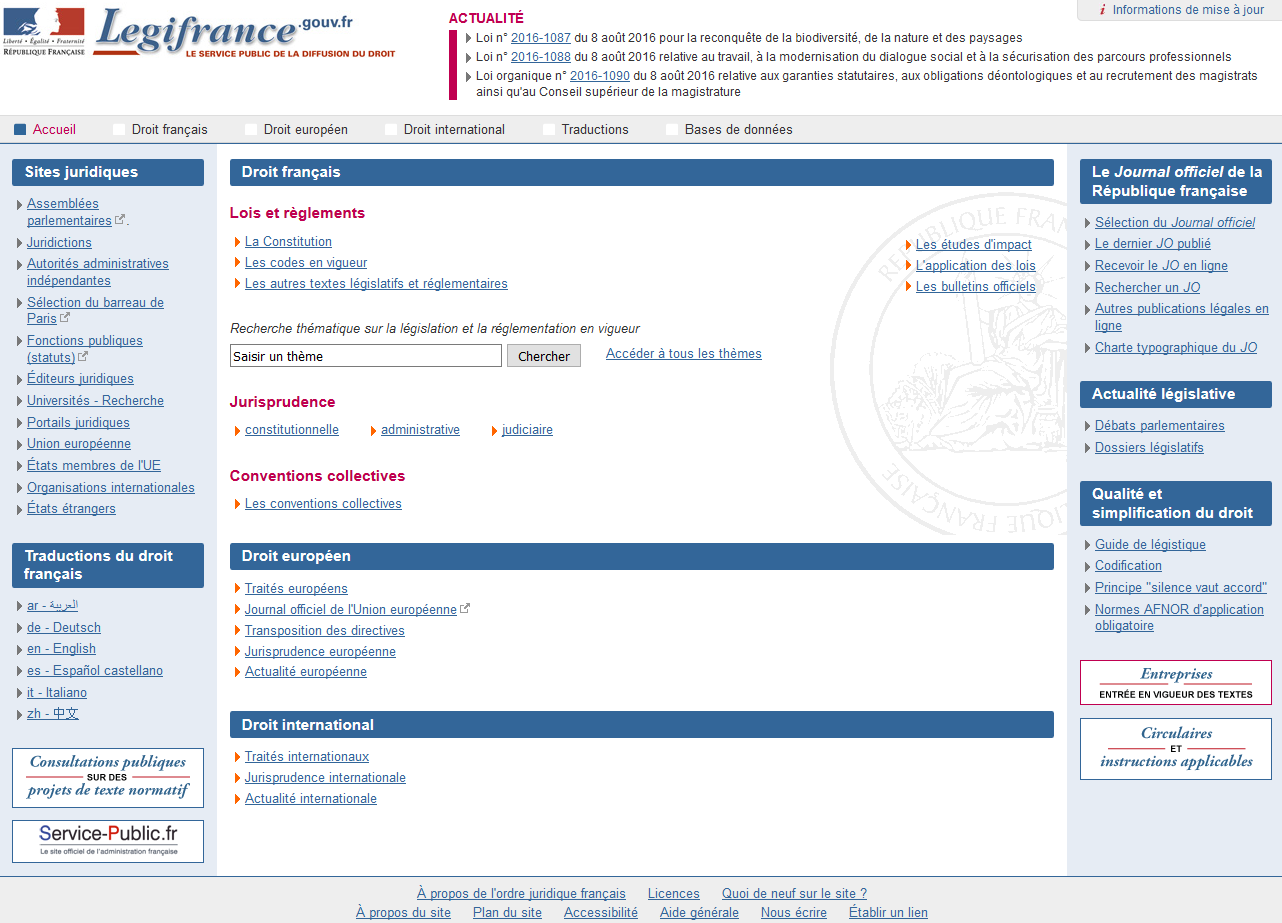 Liberté • Égalité • Fraternité
RÉPUBLIQUE FRANÇAISE
Legifrance.gouv.fr
LE SERVICE PUBLIC DE LA DIFFUSION DU DROIT
ACTUALITÉ
Loi n° 2016-1087 du 8 août 2016 pour la reconquête de la biodiversité, de la nature et des paysages
Loi n° 2016-1088 du 8 août 2016 relative au travail, à la modernisation du dialogue social et à la sécurisation des parcours professionnels
Loi organique n° 2016-1090 du 8 août 2016 relative aux garanties statutaires, aux obligations déontologiques et au recrutement des magistrats
ainsi qu'au Conseil supérieur de la magistrature
i Informations de mise à jour
Accueil
Droit français
Droit européen
Droit international
Traductions
Bases de données
Sites juridiques
Assemblées
parlementaires .
Juridictions
Autorités administratives
indépendantes
Sélection du barreau de
Paris
Fonctions publiques
(statuts)
Éditeurs juridiques
Universités - Recherche
Portails juridiques
Union européenne
États membres de l'UE
Organisations internationales
États étrangers
Traductions du droit
français
ar - العربية
de - Deutsch
en - English
es - Español castellano
it - Italiano
zh - 中文
Consultations publiques
SUR DES
projets de texte normatif
Service-Public.fr
Le site officiel de l'administration française
Droit français
Lois et règlements
La Constitution
Les codes en vigueur
Les autres textes législatifs et réglementaires
Les études d'impact
L'application des lois
Les bulletins officiels
RÉPUBLIQUE FRAN
Recherche thématique sur la législation et la réglementation en vigueur
Saisir un thème
Chercher
Accéder à tous les thèmes
Jurisprudence
constitutionnelle
administrative
judiciaire
Conventions collectives
Les conventions collectives
BLIQUE FRANÇAISE
Droit européen
Traités européens
Journal officiel de l'Union européenne
Transposition des directives
Jurisprudence européenne
Actualité européenne
Droit international
Traités internationaux
Jurisprudence internationale
Actualité internationale
Le Journal officiel de la
République française
Sélection du Journal officiel
Le dernier JO publié
Recevoir le JO en ligne
Rechercher un JO
Autres publications légales en
ligne
Charte typographique du JO
Actualité législative
Débats parlementaires
Dossiers législatifs
Qualité et
simplification du droit
Guide de légistique
Codification
Principe "silence vaut accord"
Normes AFNOR d'application
obligatoire
Entreprises
ENTRÉE EN VIGUEUR DES TEXTES
Circulaires
ET
instructions applicables
À propos de l'ordre juridique français
Licences
Quoi de neuf sur le site ?
À propos du site
Plan du site
Accessibilité
Aide générale
Nous écrire
Établir un lien